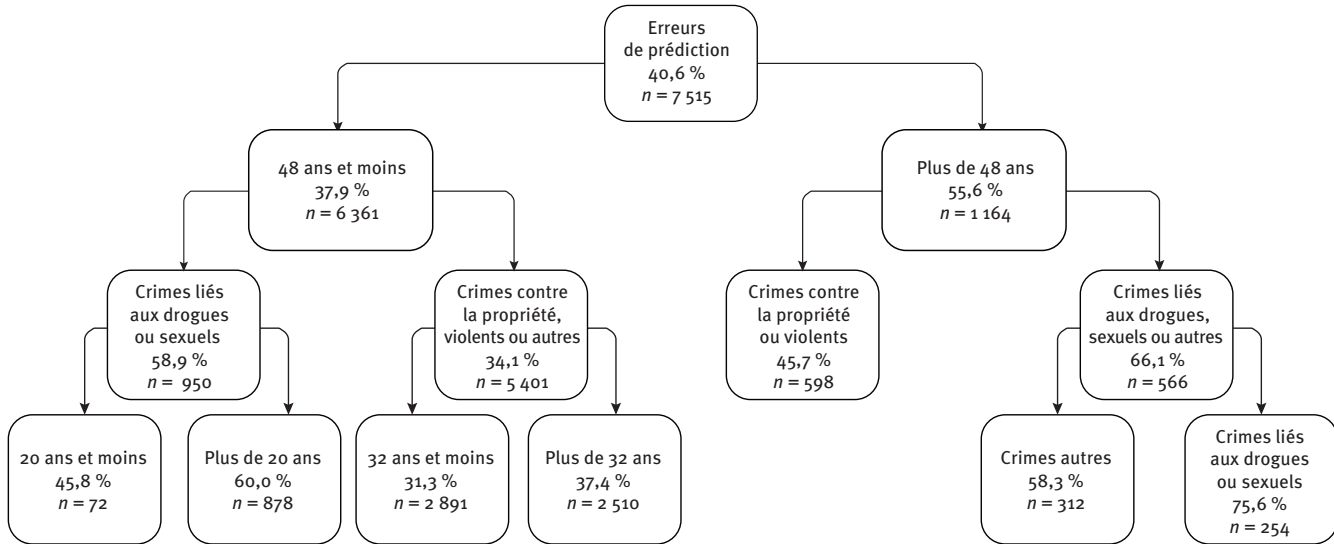 Erreurs
de prédiction
40,6 %
n = 7 515
48 ans et moins
37,9 %
n = 6 361
Plus de 48 ans
55,6 %
n = 1 164
Crimes liés
aux drogues
ou sexuels
58,9 %
n = 950
Crimes contre
la propriété,
violents ou autres
34,1 %
n = 5 401
Crimes contre
la propriété
ou violents
45,7 %
n = 598
Crimes liés
aux drogues,
sexuels ou autres
66,1 %
n = 566
20 ans et moins
45,8 %
n = 72
Plus de 20 ans
60,0 %
n = 878
32 ans et moins
31,3 %
n = 2 891
Plus de 32 ans
37,4 %
n = 2 510
Crimes autres
58,3 %
n = 312
Crimes liés
aux drogues
ou sexuels
75,6 %
n = 254